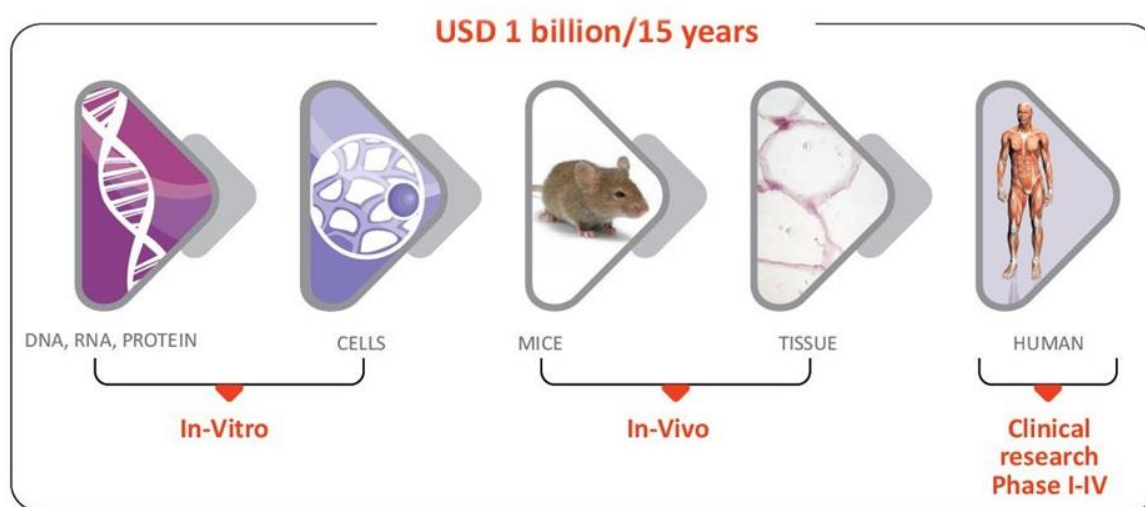 USD 1 billion/15 years
DNA, RNA, PROTEIN
CELLS
MICE
TISSUE
HUMAN
In-Vitro
In-Vivo
Clinical
research
Phase I-IV